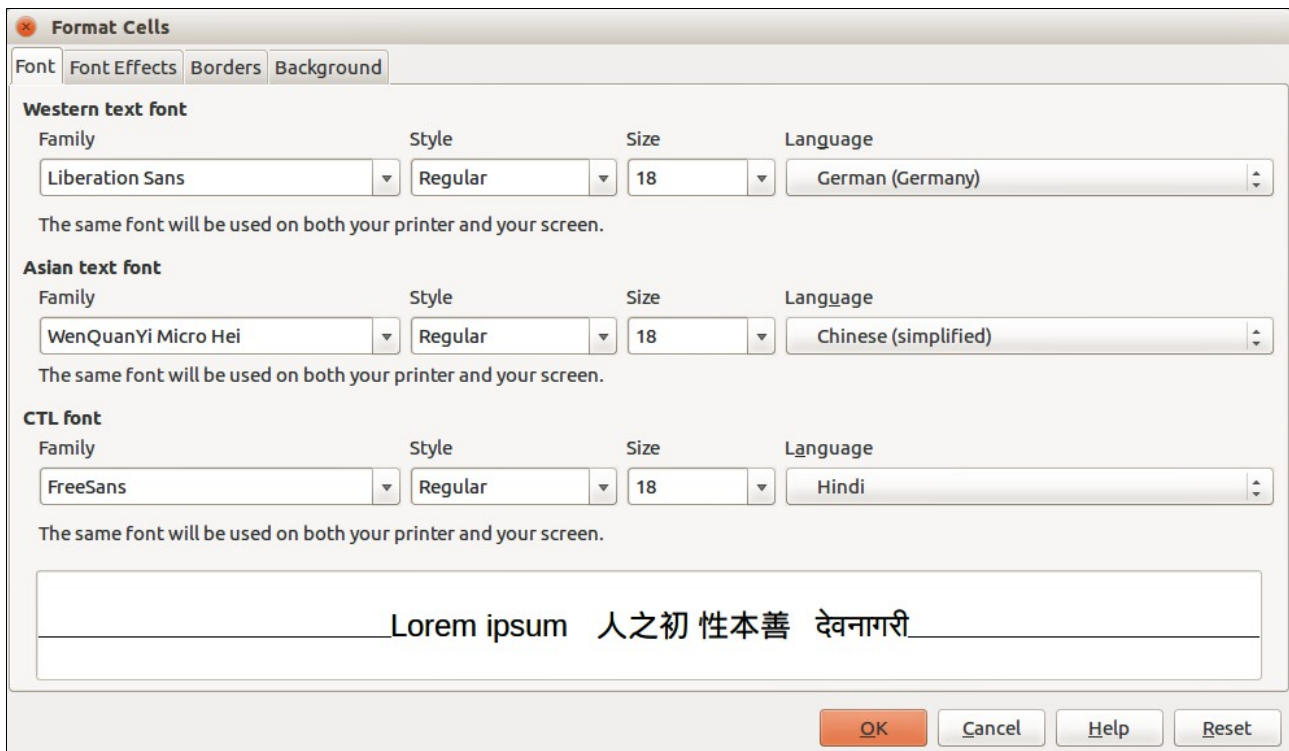 Format Cells
Font Font Effects Borders Background
Western text font
Family Style Size Language
Liberation Sans Regular 18 German (Germany)
The same font will be used on both your printer and your screen.
Asian text font
Family Style Size Language
WenQuanYi Micro Hei Regular 18 Chinese (simplified)
The same font will be used on both your printer and your screen.
CTL font
Family Style Size Language
FreeSans Regular 18 Hindi
The same font will be used on both your printer and your screen.
Lorem ipsum 人之初 性本善 देवनागरी
OK Cancel Help Reset